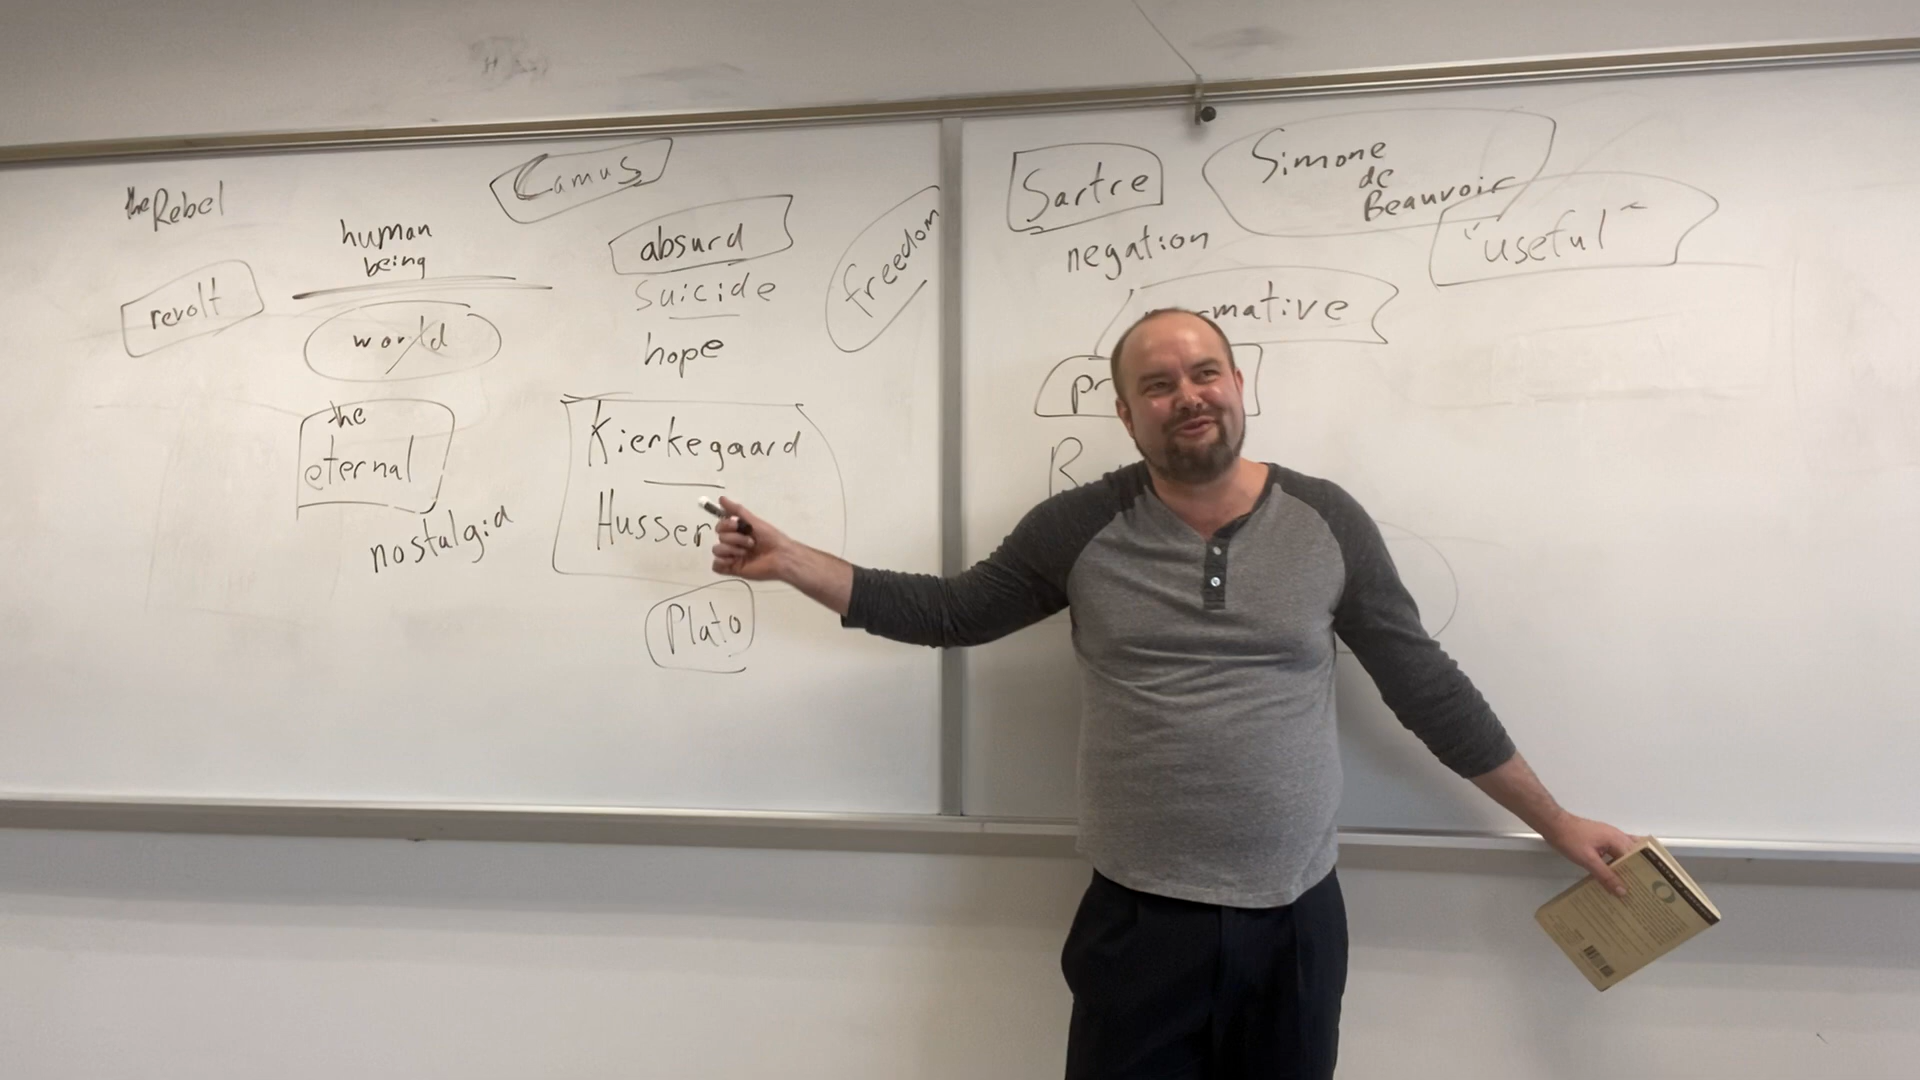 the Rebel
human
being
revolt
world
the
eternal
nostalgia
Camus
absurd
suicide
hope
freedom
Kierkegaard
Plato
Sartre
negation
Simone
de
Beauvoir
"useful"